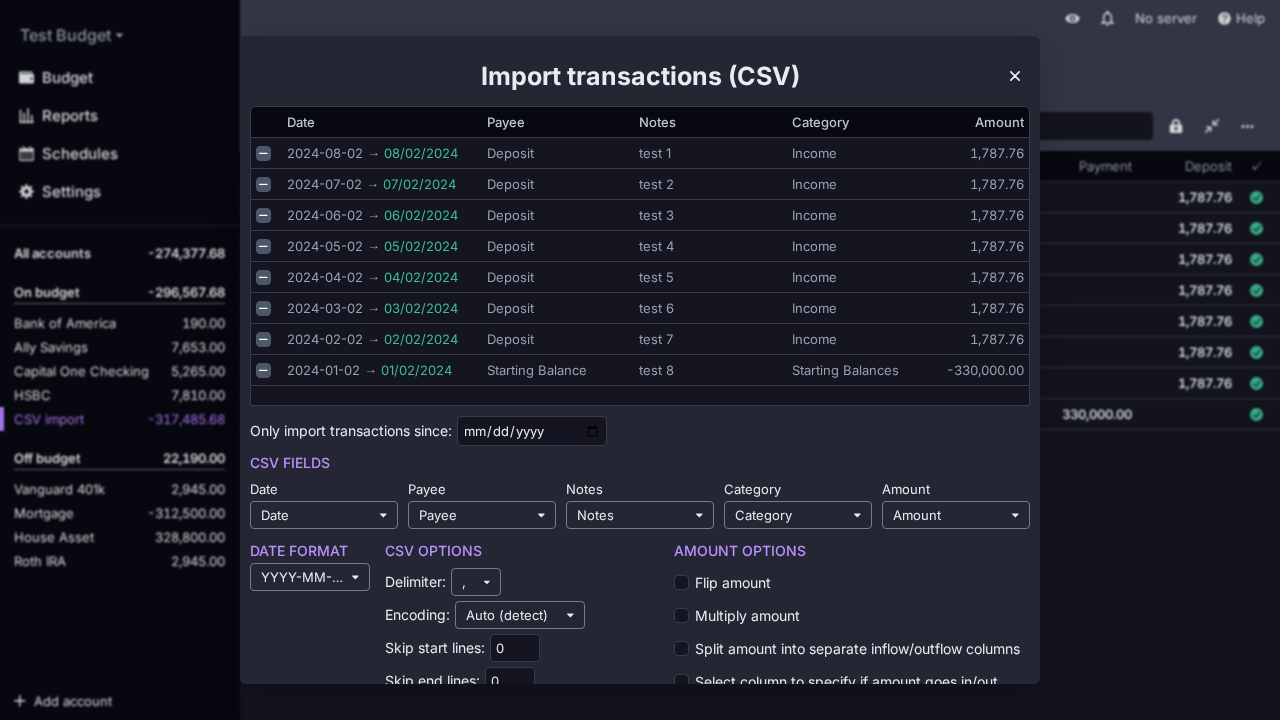 Test Budget
Budget
Reports
Schedules
Settings
All accounts -274,377.68
On budget -296,567.68
Bank of America 190.00
Ally Savings 7,653.00
Capital One Checking 5,265.00
HSBC 7,810.00
CSV import -317,485.68
Off budget 22,190.00
Vanguard 401k 2,945.00
Mortgage -312,500.00
House Asset 328,800.00
Roth IRA 2,945.00
Add account
No server Help
Import transactions (CSV)
Date Payee Notes Category Amount
2024-08-02 → 08/02/2024 Deposit test 1 Income 1,787.76
2024-07-02 → 07/02/2024 Deposit test 2 Income 1,787.76
2024-06-02 → 06/02/2024 Deposit test 3 Income 1,787.76
2024-05-02 → 05/02/2024 Deposit test 4 Income 1,787.76
2024-04-02 → 04/02/2024 Deposit test 5 Income 1,787.76
2024-03-02 → 03/02/2024 Deposit test 6 Income 1,787.76
2024-02-02 → 02/02/2024 Deposit test 7 Income 1,787.76
2024-01-02 → 01/02/2024 Starting Balance test 8 Starting Balances -330,000.00
Only import transactions since: mm/dd/yyyy
CSV FIELDS
Date Payee Notes Category Amount
Date Payee Notes Category Amount
DATE FORMAT CSV OPTIONS AMOUNT OPTIONS
YYYY-MM-...
Delimiter: , Flip amount
Encoding: Auto (detect) Multiply amount
Skip start lines: 0 Split amount into separate inflow/outflow columns
Skip end lines: 0 Select column to specify if amount goes in/out
Payment Deposit ✓
1,787.76
1,787.76
1,787.76
1,787.76
1,787.76
1,787.76
1,787.76
330,000.00